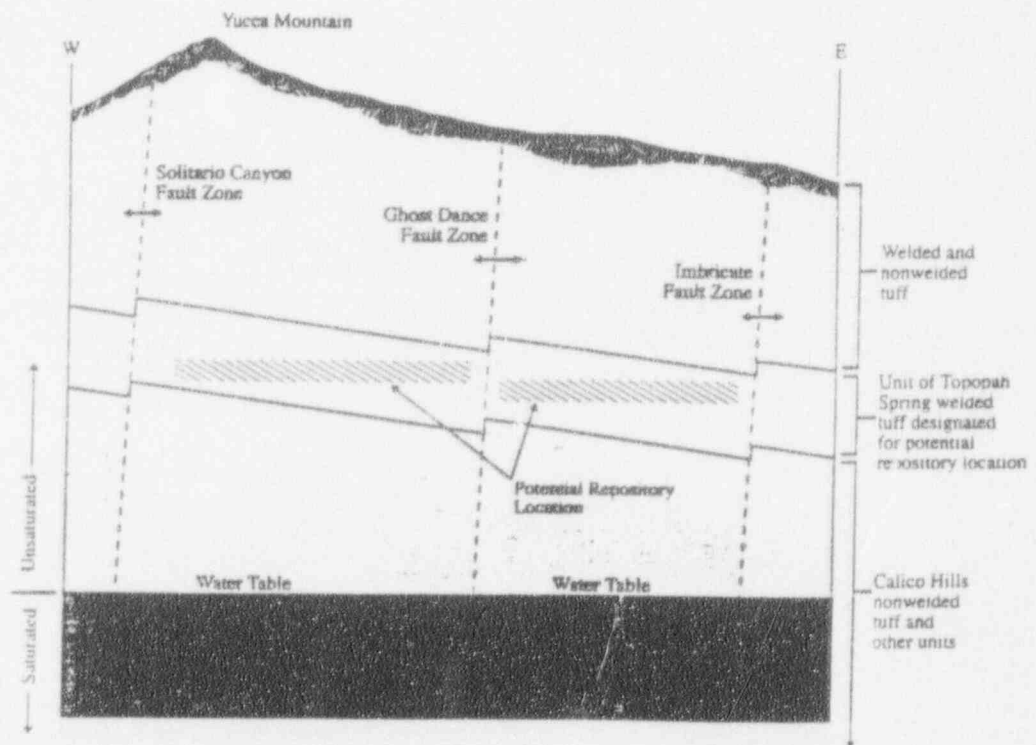 Yucca Mountain
W
E
Solitario Canyon
Fault Zone
Ghost Dance
Fault Zone
Imbricate
Fault Zone
Welded and
nonwelded
tuff
Unit of Topopah
Spring welded
tuff designated
for potential
repository location
Potential Repository
Location
Unsaturated
Water Table
Water Table
Saturated
Calico Hills
nonwelded
tuff and
other units